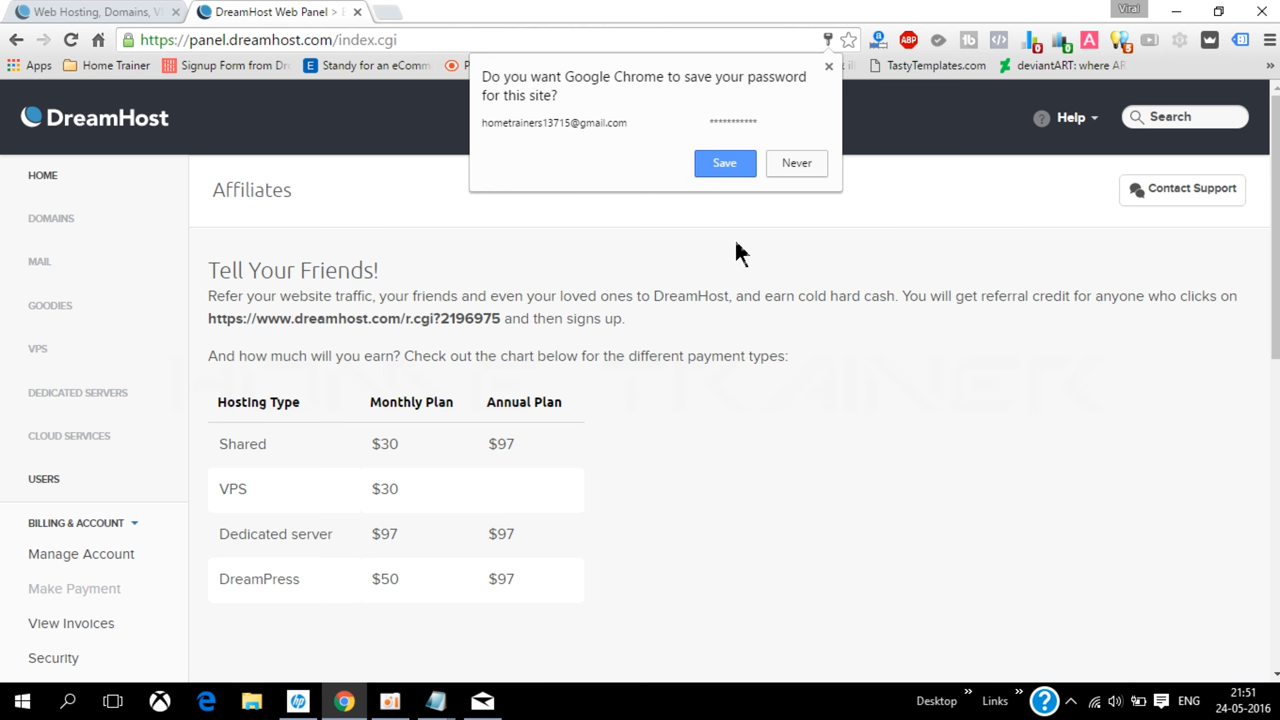 Web Hosting, Domains, V
DreamHost Web Panel >
Viral
https://panel.dreamhost.com/index.cgi
ABP
0
0
A
5
Apps
Home Trainer
Signup Form from Dr
Standy for an eComm
TastyTemplates.com
deviantART: where AR
Do you want Google Chrome to save your password
for this site?
hometrainers13715@gmail.com ***********
Save
Never
DreamHost
Help
Search
HOME
DOMAINS
MAIL
GOODIES
VPS
DEDICATED SERVERS
CLOUD SERVICES
USERS
BILLING & ACCOUNT
Manage Account
Make Payment
View Invoices
Security
Affiliates
Contact Support
Tell Your Friends!
Refer your website traffic, your friends and even your loved ones to DreamHost, and earn cold hard cash. You will get referral credit for anyone who clicks on
https://www.dreamhost.com/r.cgi?2196975 and then signs up.
And how much will you earn? Check out the chart below for the different payment types:
HOME TRAINER
Hosting Type Monthly Plan Annual Plan
Shared $30 $97
VPS $30
Dedicated server $97 $97
DreamPress $50 $97
Desktop
Links
ENG
21:51
24-05-2016